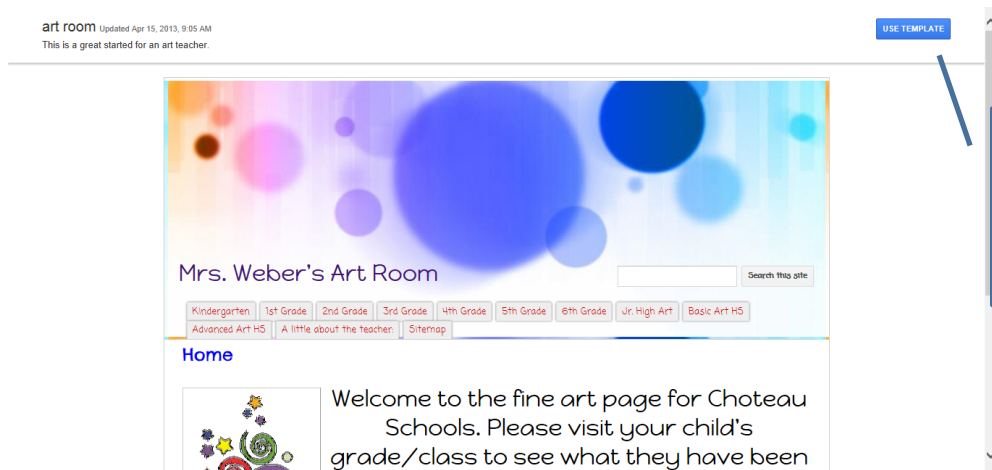 art room Updated Apr 15, 2013, 9:05 AM
USE TEMPLATE
This is a great started for an art teacher.
Mrs. Weber's Art Room
Search this site
Kindergarten 1st Grade 2nd Grade 3rd Grade 4th Grade 5th Grade 6th Grade Jr. High Art Basic Art HS
Advanced Art HS A little about the teacher. Sitemap
Home
Welcome to the fine art page for Choteau
Schools. Please visit your child's
grade/class to see what they have been